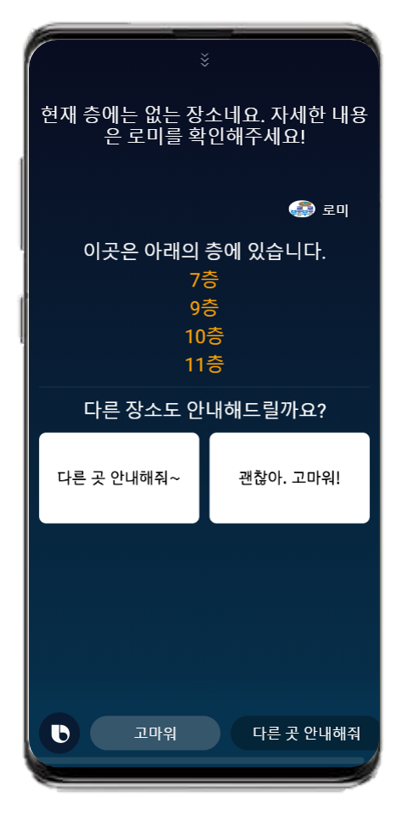 현재 층에는 없는 장소네요. 자세한 내용
은 로미를 확인해주세요!
로미
이곳은 아래의 층에 있습니다.
7층
9층
10층
11층
다른 장소도 안내해드릴까요?
다른 곳 안내해줘~
괜찮아. 고마워!
고마워
다른 곳 안내해줘